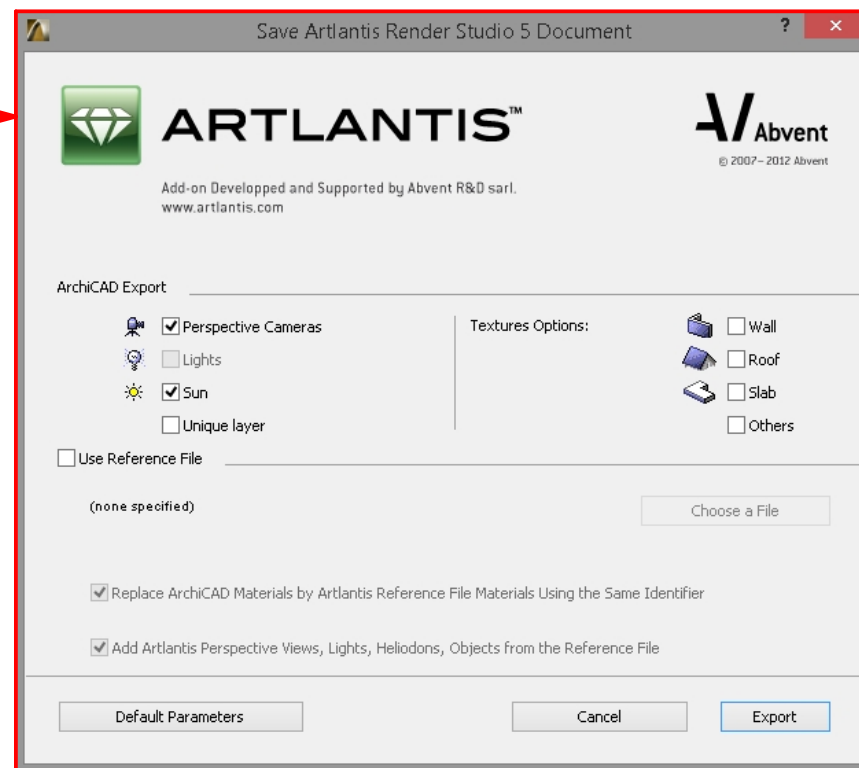 Save Artlantis Render Studio 5 Document
?
ARTLANTIS™
Abvent
© 2007-2012 Abvent
Add-on Developped and Supported by Abvent R&D sarl.
www.artlantis.com
ArchiCAD Export
Perspective Cameras
Lights
Sun
Unique layer
Textures Options:
Wall
Roof
Slab
Others
Use Reference File
(none specified)
Choose a File
Replace ArchiCAD Materials by Artlantis Reference File Materials Using the Same Identifier
Add Artlantis Perspective Views, Lights, Heliodons, Objects from the Reference File
Default Parameters
Cancel
Export